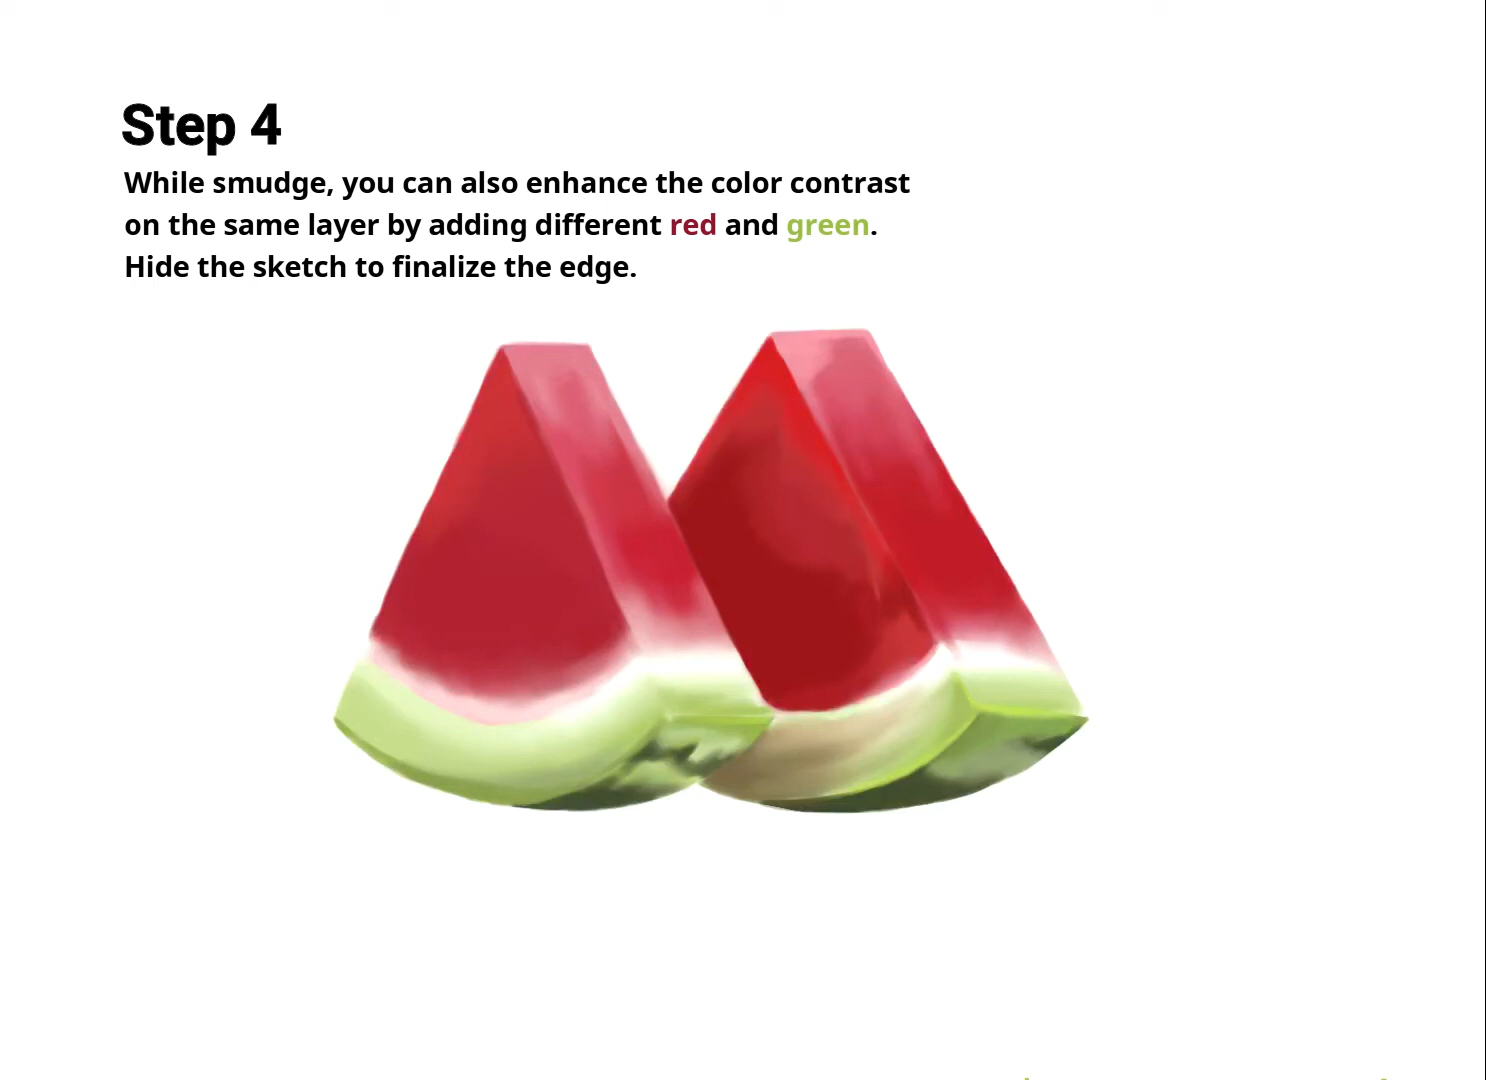 Step 4
While smudge, you can also enhance the color contrast
on the same layer by adding different red and green.
Hide the sketch to finalize the edge.